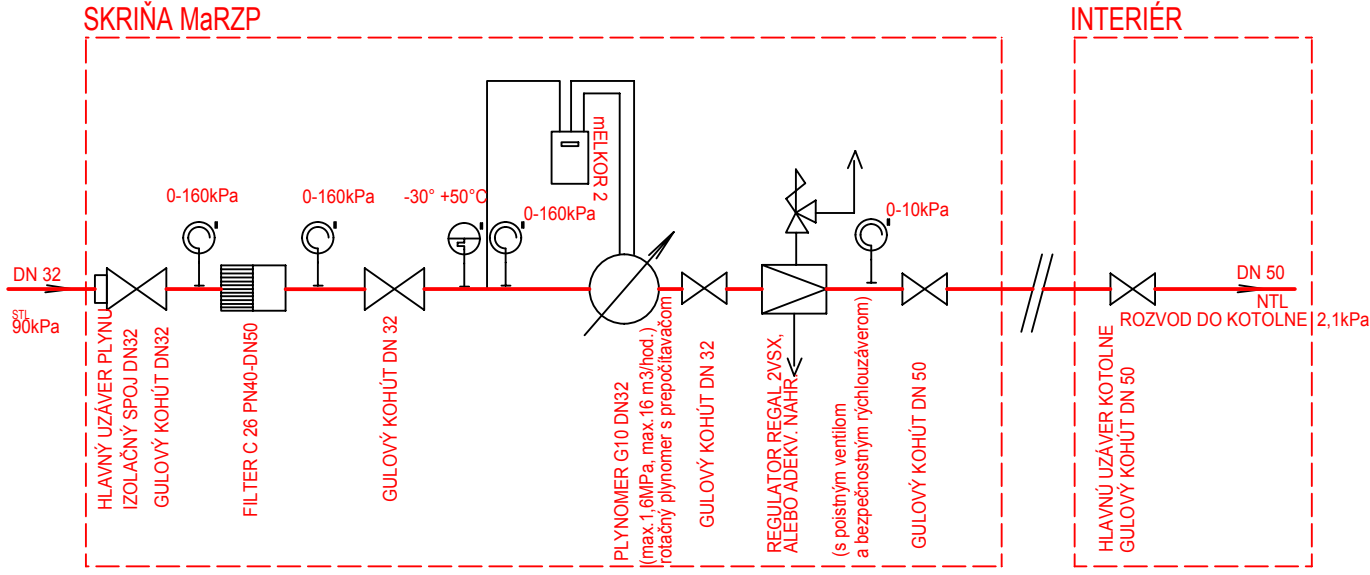 SKRIŇA MaRZP
INTERIÉR
0-160kPa
0-160kPa
-30° +50°C
0-160kPa
mELKOR 2
0-10kPa
DN 32
STL
90kPa
DN 50
NTL
ROZVOD DO KOTOLNE 2,1kPa
HLAVNÝ UZÁVER PLYNU
IZOLAČNÝ SPOJ DN32
GULOVÝ KOHÚT DN32
FILTER C 26 PN40-DN50
GULOVÝ KOHÚT DN 32
PLYNOMER G10 DN32
(max.1,6MPa, max.16 m3/hod.)
rotačný plynomer s prepočítavačom
GULOVÝ KOHÚT DN 32
REGULATOR REGAL 2VSX,
ALEBO ADEKV. NAHR.
(s poistným ventilom
a bezpečnostným rýchlouzáverom)
GULOVÝ KOHÚT DN 50
HLAVNÚ UZÁVER KOTOLNE
GULOVÝ KOHÚT DN 50